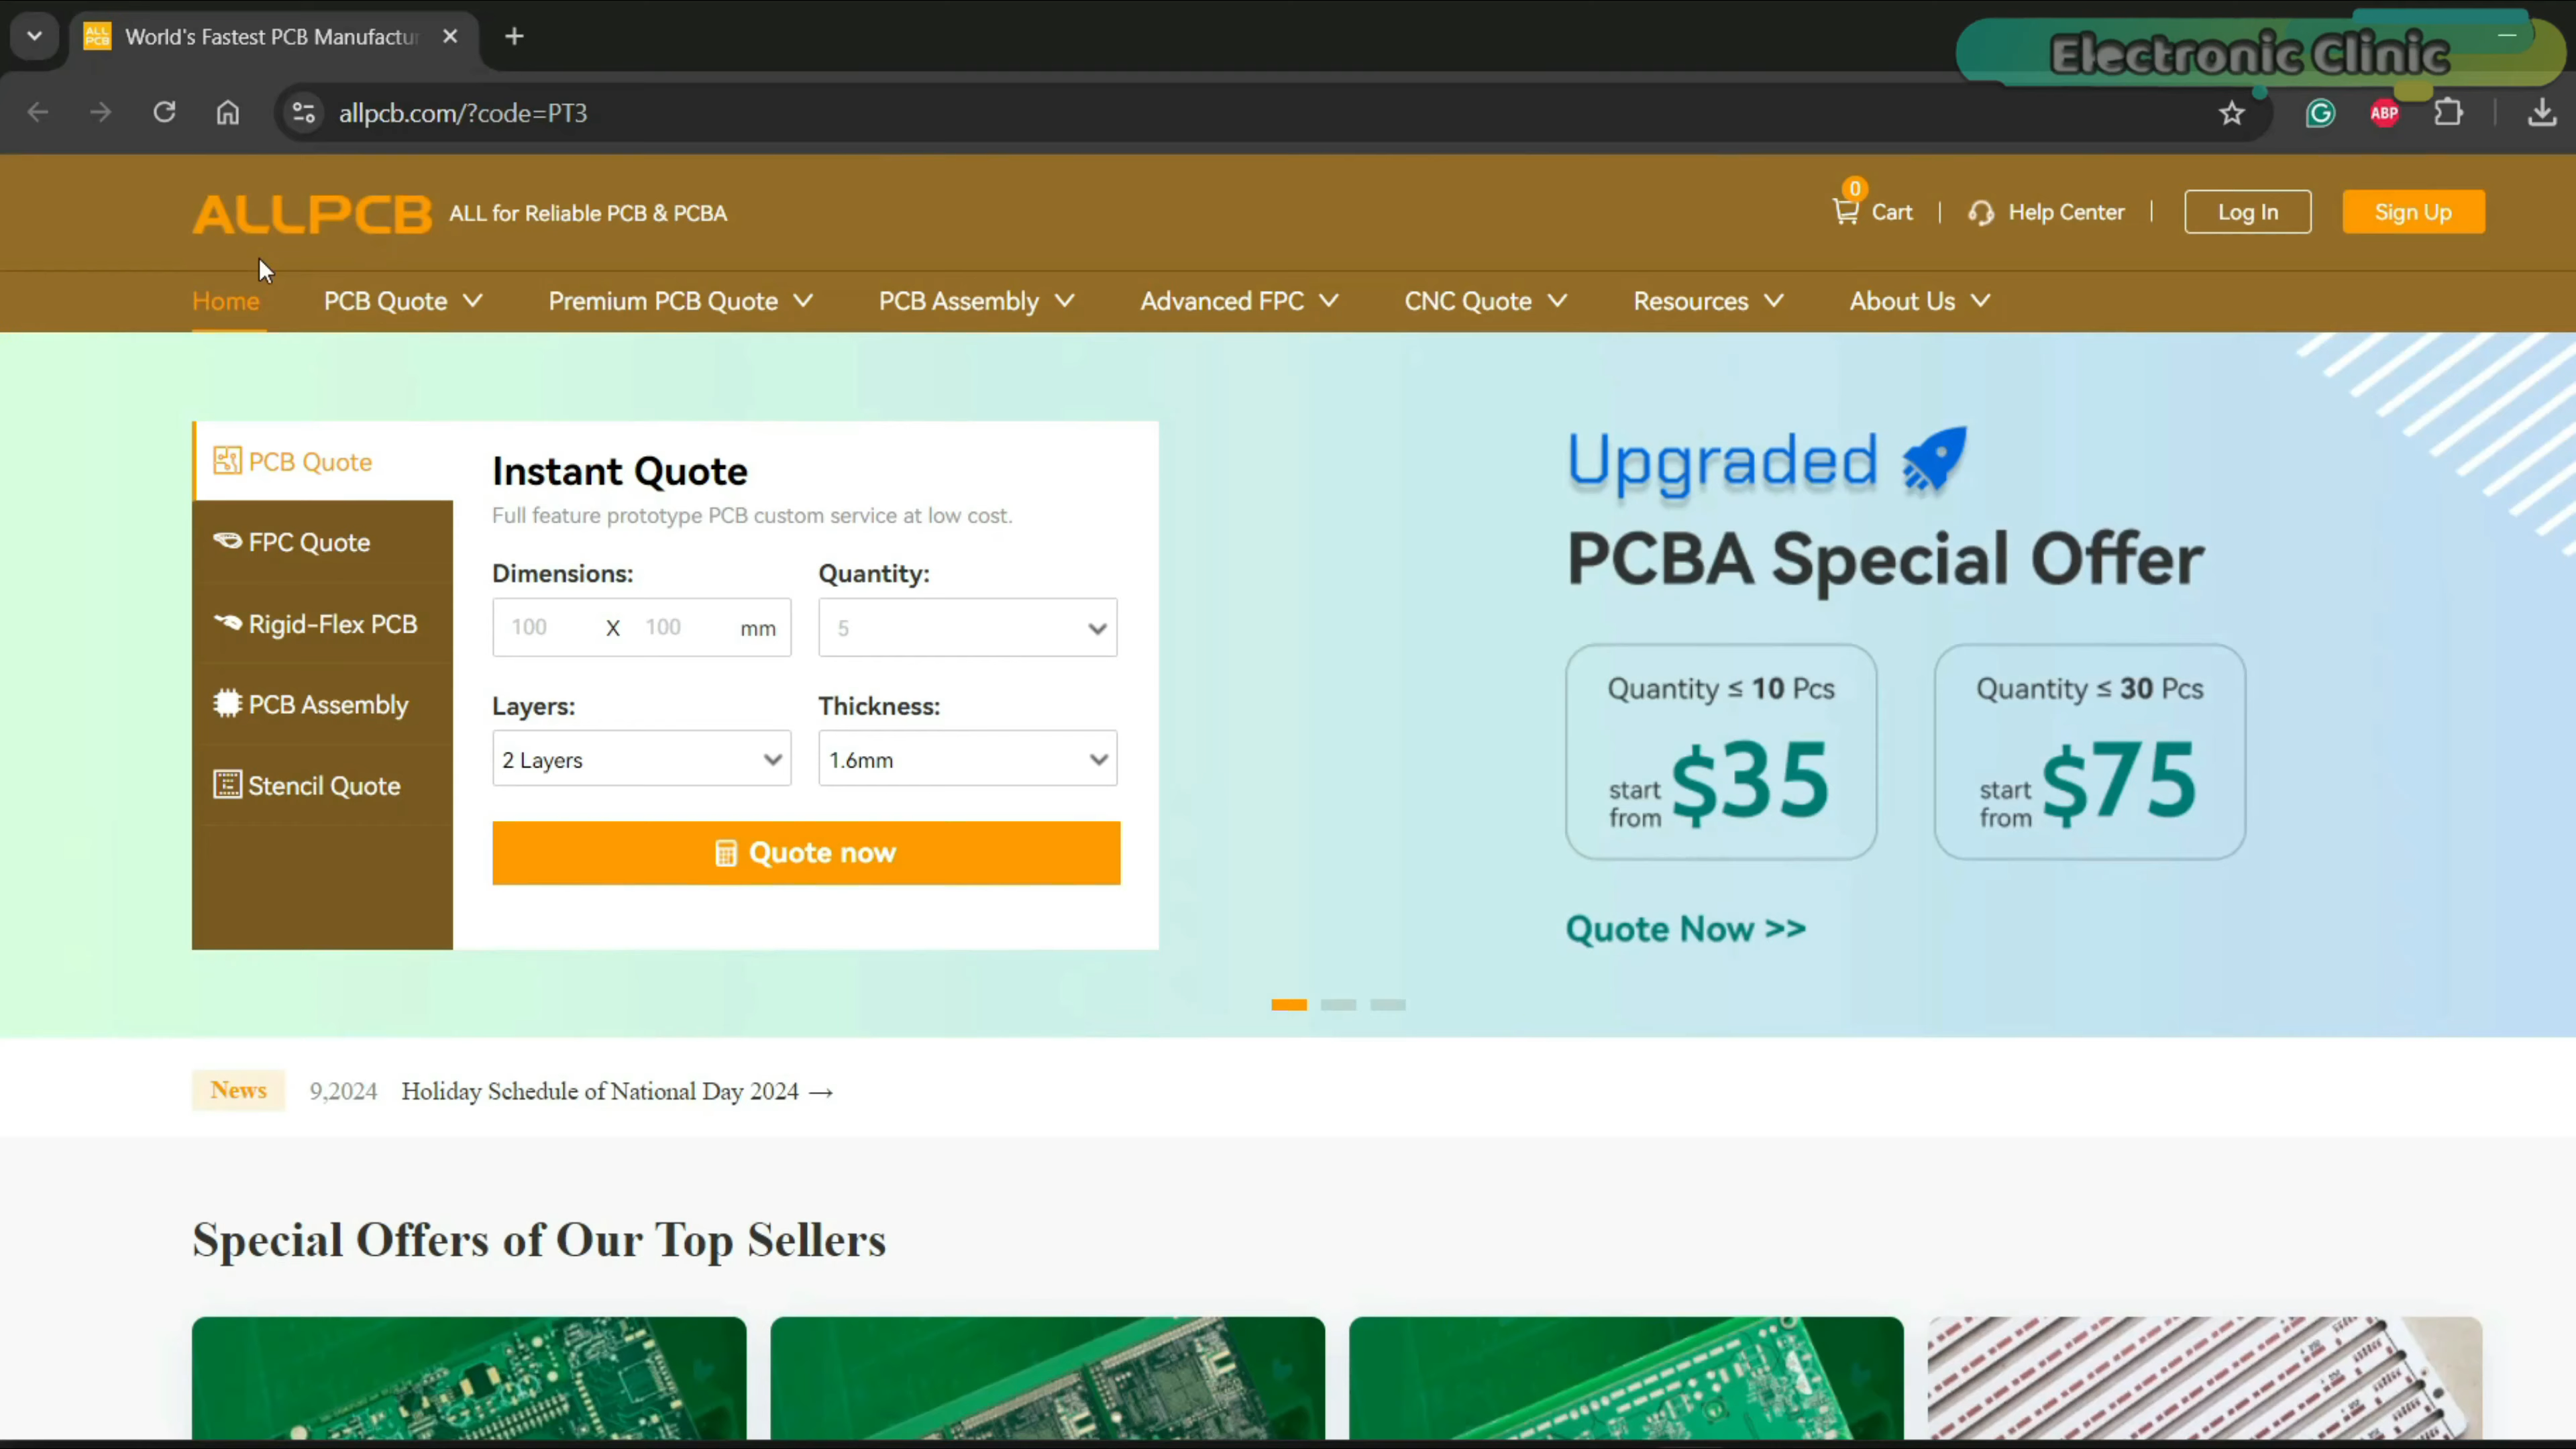 World's Fastest PCB Manufactur
Electronic Clinic
allpcb.com/?code=PT3
ABP
ALLPCB ALL for Reliable PCB & PCBA
0
Cart
Help Center
Log In
Sign Up
Home
PCB Quote
Premium PCB Quote
PCB Assembly
Advanced FPC
CNC Quote
Resources
About Us
PCB Quote
FPC Quote
Rigid-Flex PCB
PCB Assembly
Stencil Quote
Instant Quote
Full feature prototype PCB custom service at low cost.
Dimensions:
100 X 100 mm
Quantity:
5
Layers:
2 Layers
Thickness:
1.6mm
Quote now
Upgraded
PCBA Special Offer
Quantity ≤ 10 Pcs
start from $35
Quantity ≤ 30 Pcs
start from $75
Quote Now >>
News 9,2024 Holiday Schedule of National Day 2024 →
Special Offers of Our Top Sellers